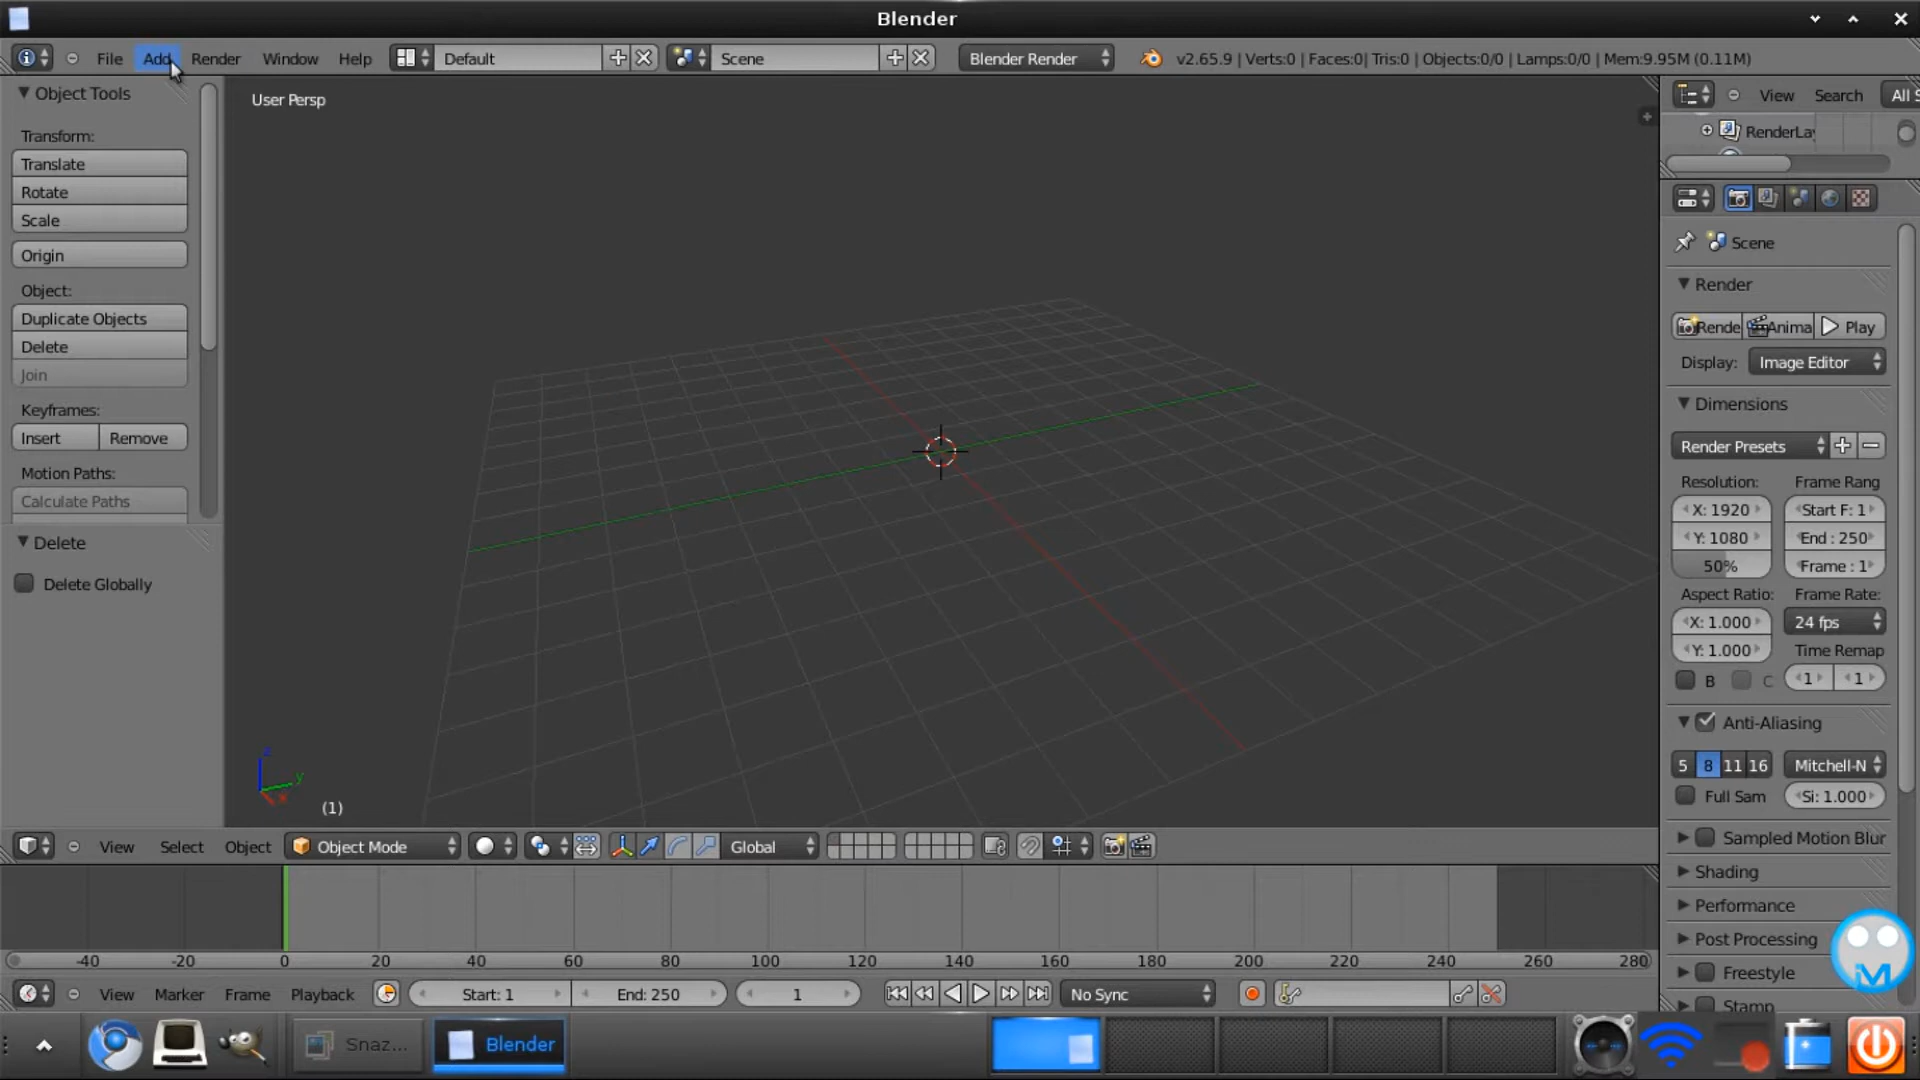 Blender
File Add Render Window Help Default Scene Blender Render v2.65.9 | Verts:0 | Faces:0| Tris:0 | Objects:0/0 | Lamps:0/0 | Mem:9.95M (0.11M)
Object Tools
Transform:
Translate
Rotate
Scale
Origin
Object:
Duplicate Objects
Delete
Join
Keyframes:
Insert Remove
Motion Paths:
Calculate Paths
Delete
Delete Globally
User Persp
z
y
x
(1)
View Search All S
RenderLay
Scene
Render
Rende Anima Play
Display: Image Editor
Dimensions
Render Presets
Resolution: Frame Rang
X: 1920 Start F: 1
Y: 1080 End : 250
50% Frame : 1
Aspect Ratio: Frame Rate:
X: 1.000 24 fps
Y: 1.000 Time Remap
B C 1 1
Anti-Aliasing
5 8 11 16 Mitchell-N
Full Sam Si: 1.000
Sampled Motion Blur
Shading
Performance
Post Processing
Freestyle
Stamp
View Select Object Object Mode Global
-40 -20 0 20 40 60 80 100 120 140 160 180 200 220 240 260 280
View Marker Frame Playback Start: 1 End: 250 1 No Sync
Snaz... Blender
M